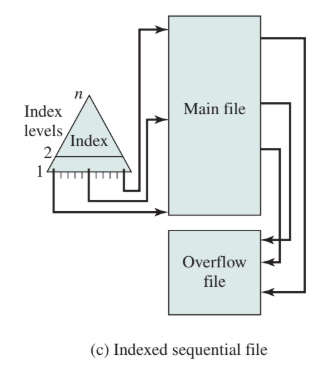 n
Index
levels
2
1
Index
Main file
Overflow
file
(c) Indexed sequential file